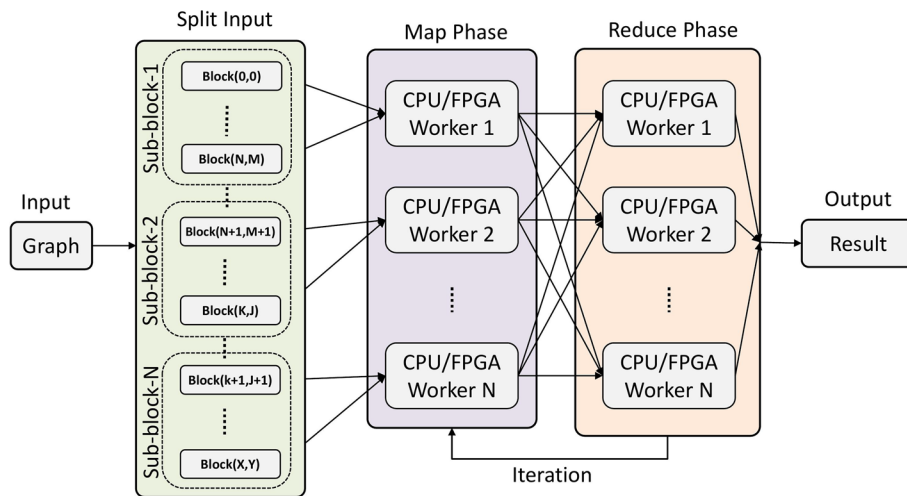 Split Input
Map Phase
Reduce Phase
Input
Graph
Sub-block-1
Block(0,0)
Block(N,M)
Sub-block-2
Block(N+1,M+1)
Block(K,J)
Sub-block-N
Block(k+1,J+1)
Block(X,Y)
CPU/FPGA
Worker 1
CPU/FPGA
Worker 2
CPU/FPGA
Worker N
CPU/FPGA
Worker 1
CPU/FPGA
Worker 2
CPU/FPGA
Worker N
Iteration
Output
Result